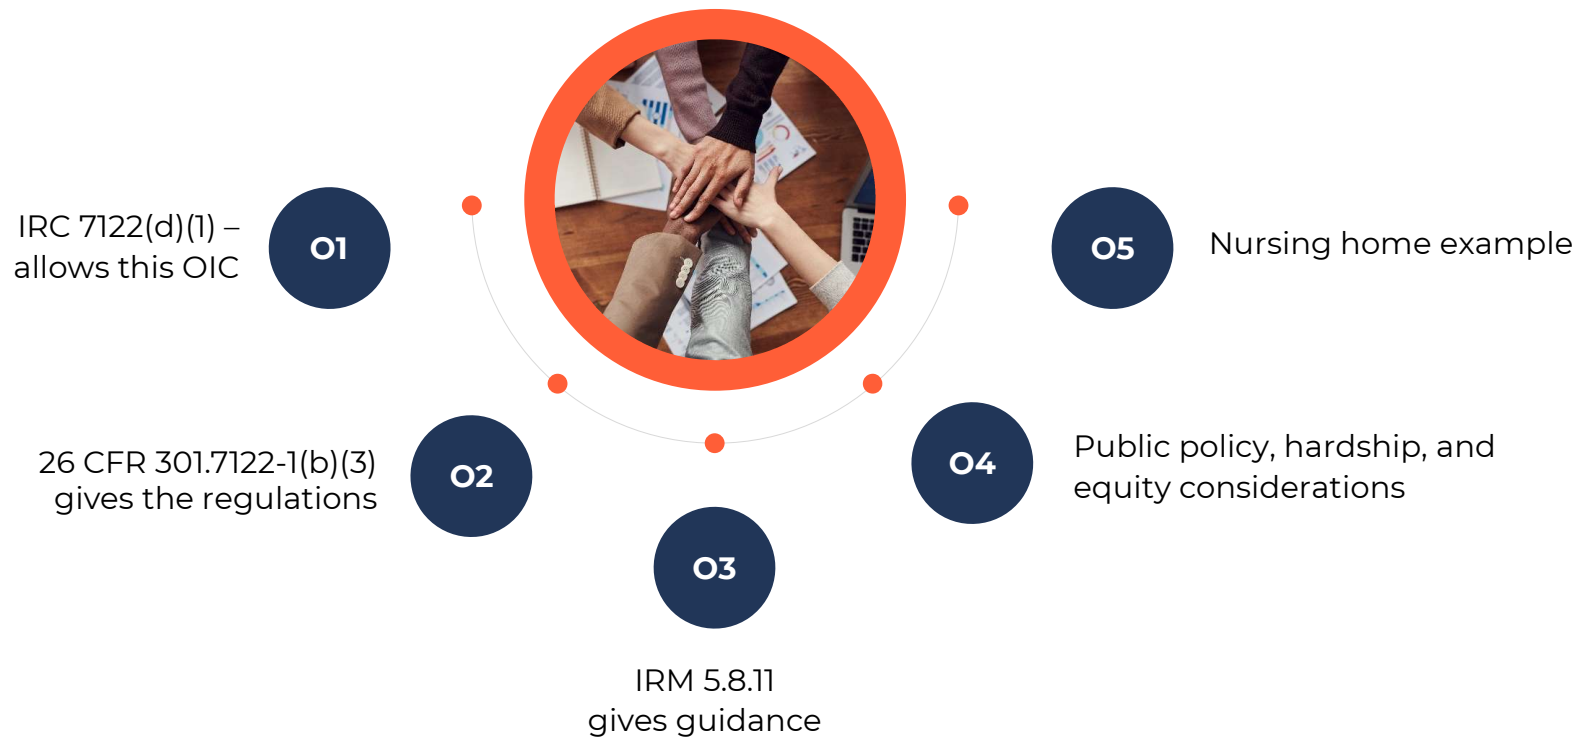 01
IRC 7122(d)(1) –
allows this OIC
02
26 CFR 301.7122-1(b)(3)
gives the regulations
03
IRM 5.8.11
gives guidance
04
Public policy, hardship, and
equity considerations
05
Nursing home example